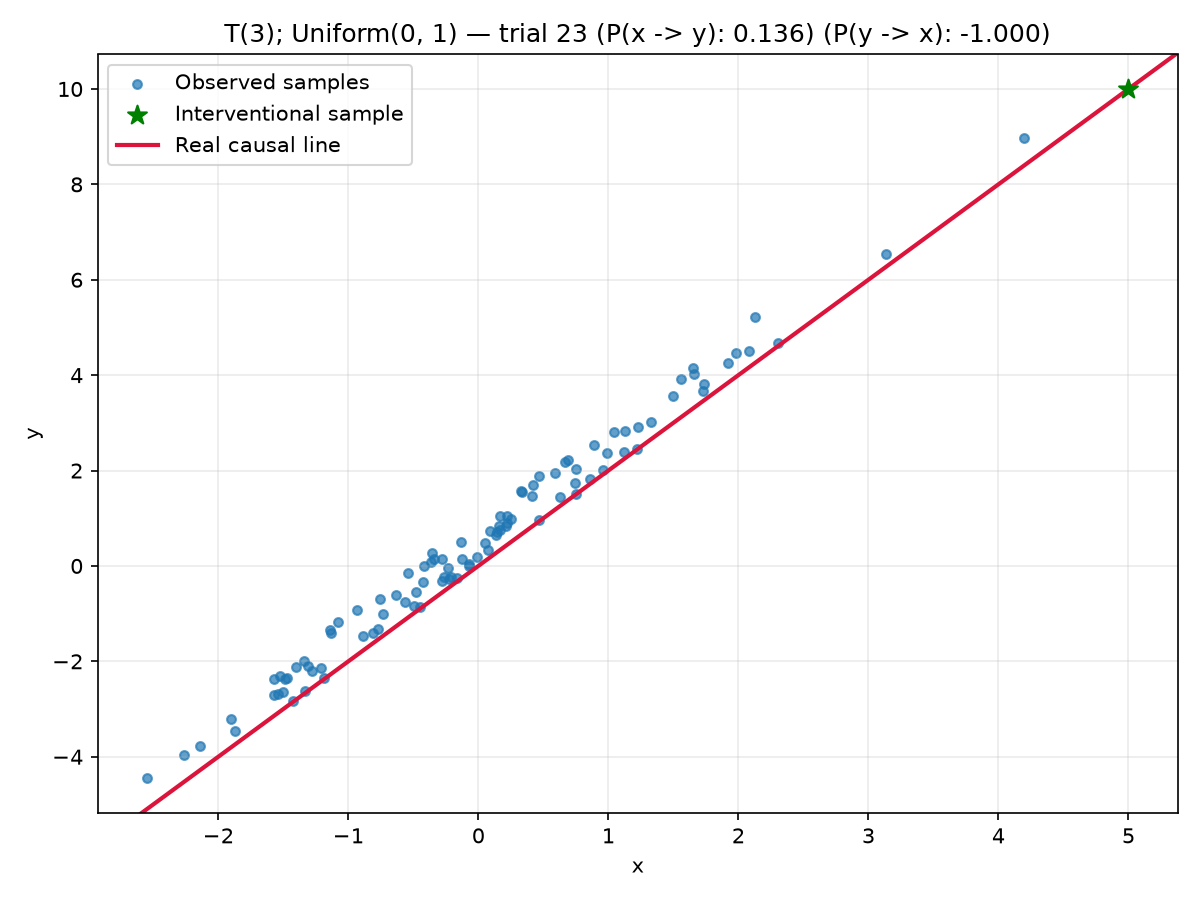 T(3); Uniform(0, 1) — trial 23 (P(x -> y): 0.136) (P(y -> x): -1.000)
Observed samples
Interventional sample
Real causal line
10
8
6
4
2
0
−2
−4
y
−2 −1 0 1 2 3 4 5
x